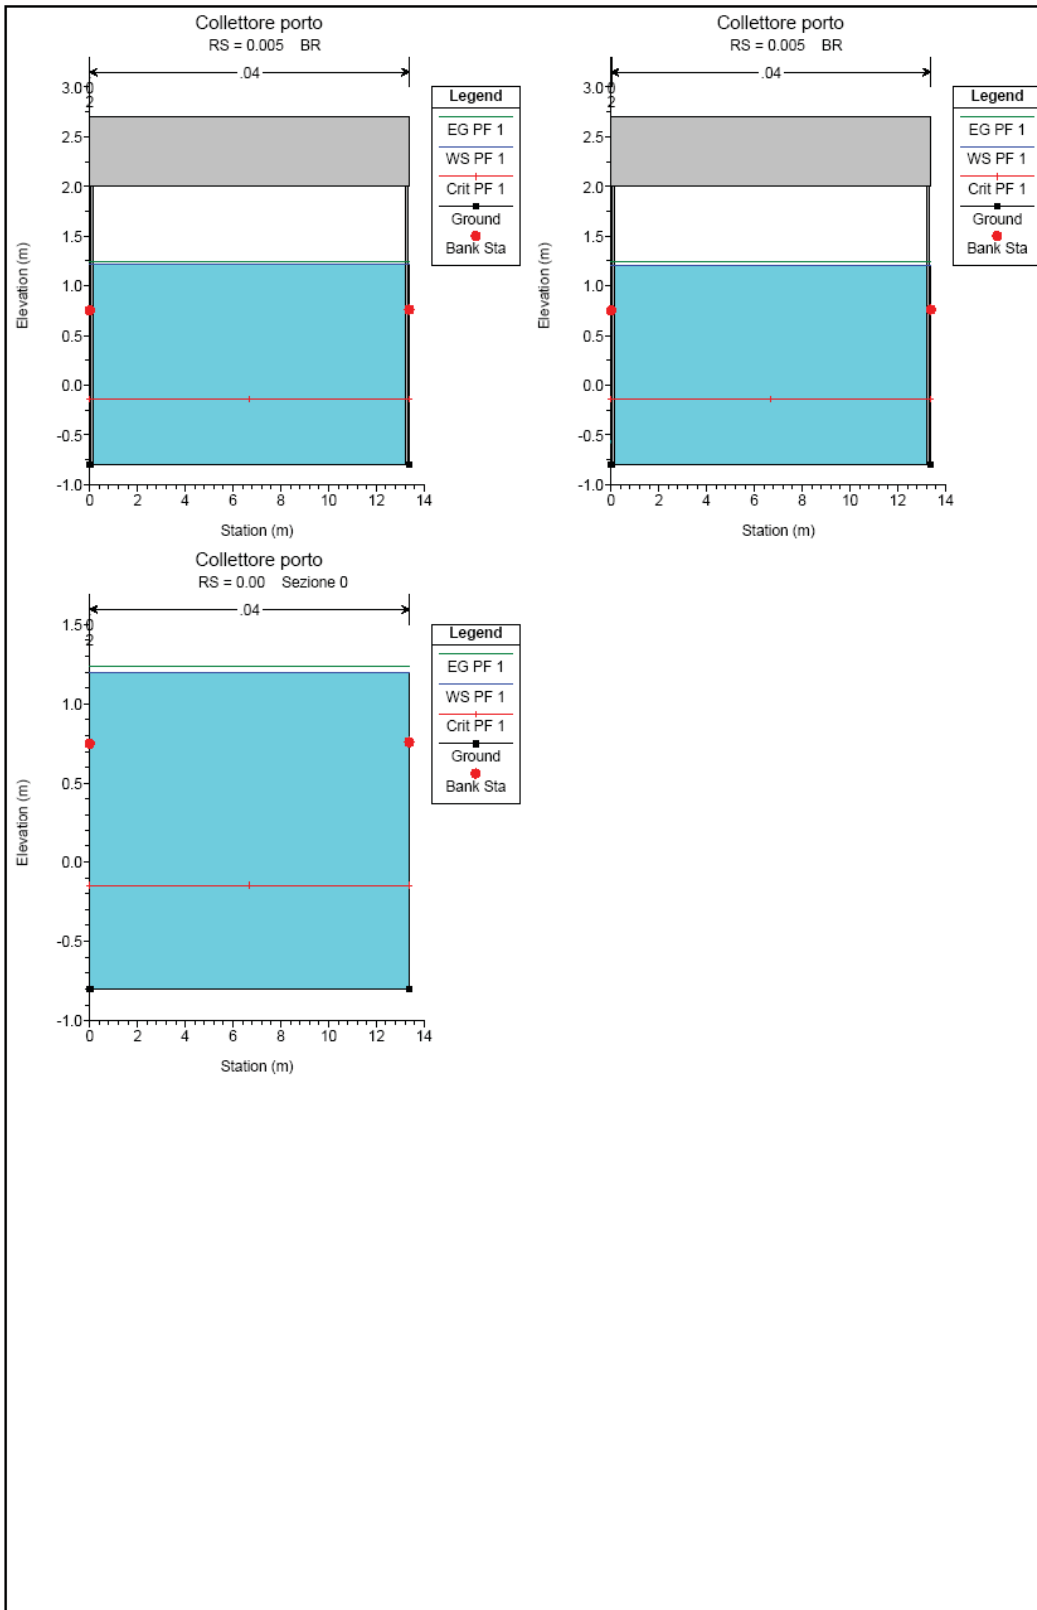 Collettore porto
RS = 0.005 BR
.04
3.0
2.5
2.0
1.5
1.0
0.5
0.0
-0.5
-1.0
0 2
Elevation (m)
0 2 4 6 8 10 12 14
Station (m)
Legend
EG PF 1
WS PF 1
Crit PF 1
Ground
Bank Sta
Collettore porto
RS = 0.005 BR
.04
3.0
2.5
2.0
1.5
1.0
0.5
0.0
-0.5
-1.0
0 2
Elevation (m)
0 2 4 6 8 10 12 14
Station (m)
Legend
EG PF 1
WS PF 1
Crit PF 1
Ground
Bank Sta
Collettore porto
RS = 0.00 Sezione 0
.04
1.5
1.0
0.5
0.0
-0.5
-1.0
0 2
Elevation (m)
0 2 4 6 8 10 12 14
Station (m)
Legend
EG PF 1
WS PF 1
Crit PF 1
Ground
Bank Sta